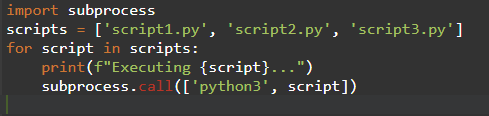 import subprocess
scripts = ['script1.py', 'script2.py', 'script3.py']
for script in scripts:
    print(f"Executing {script}...")
    subprocess.call(['python3', script])